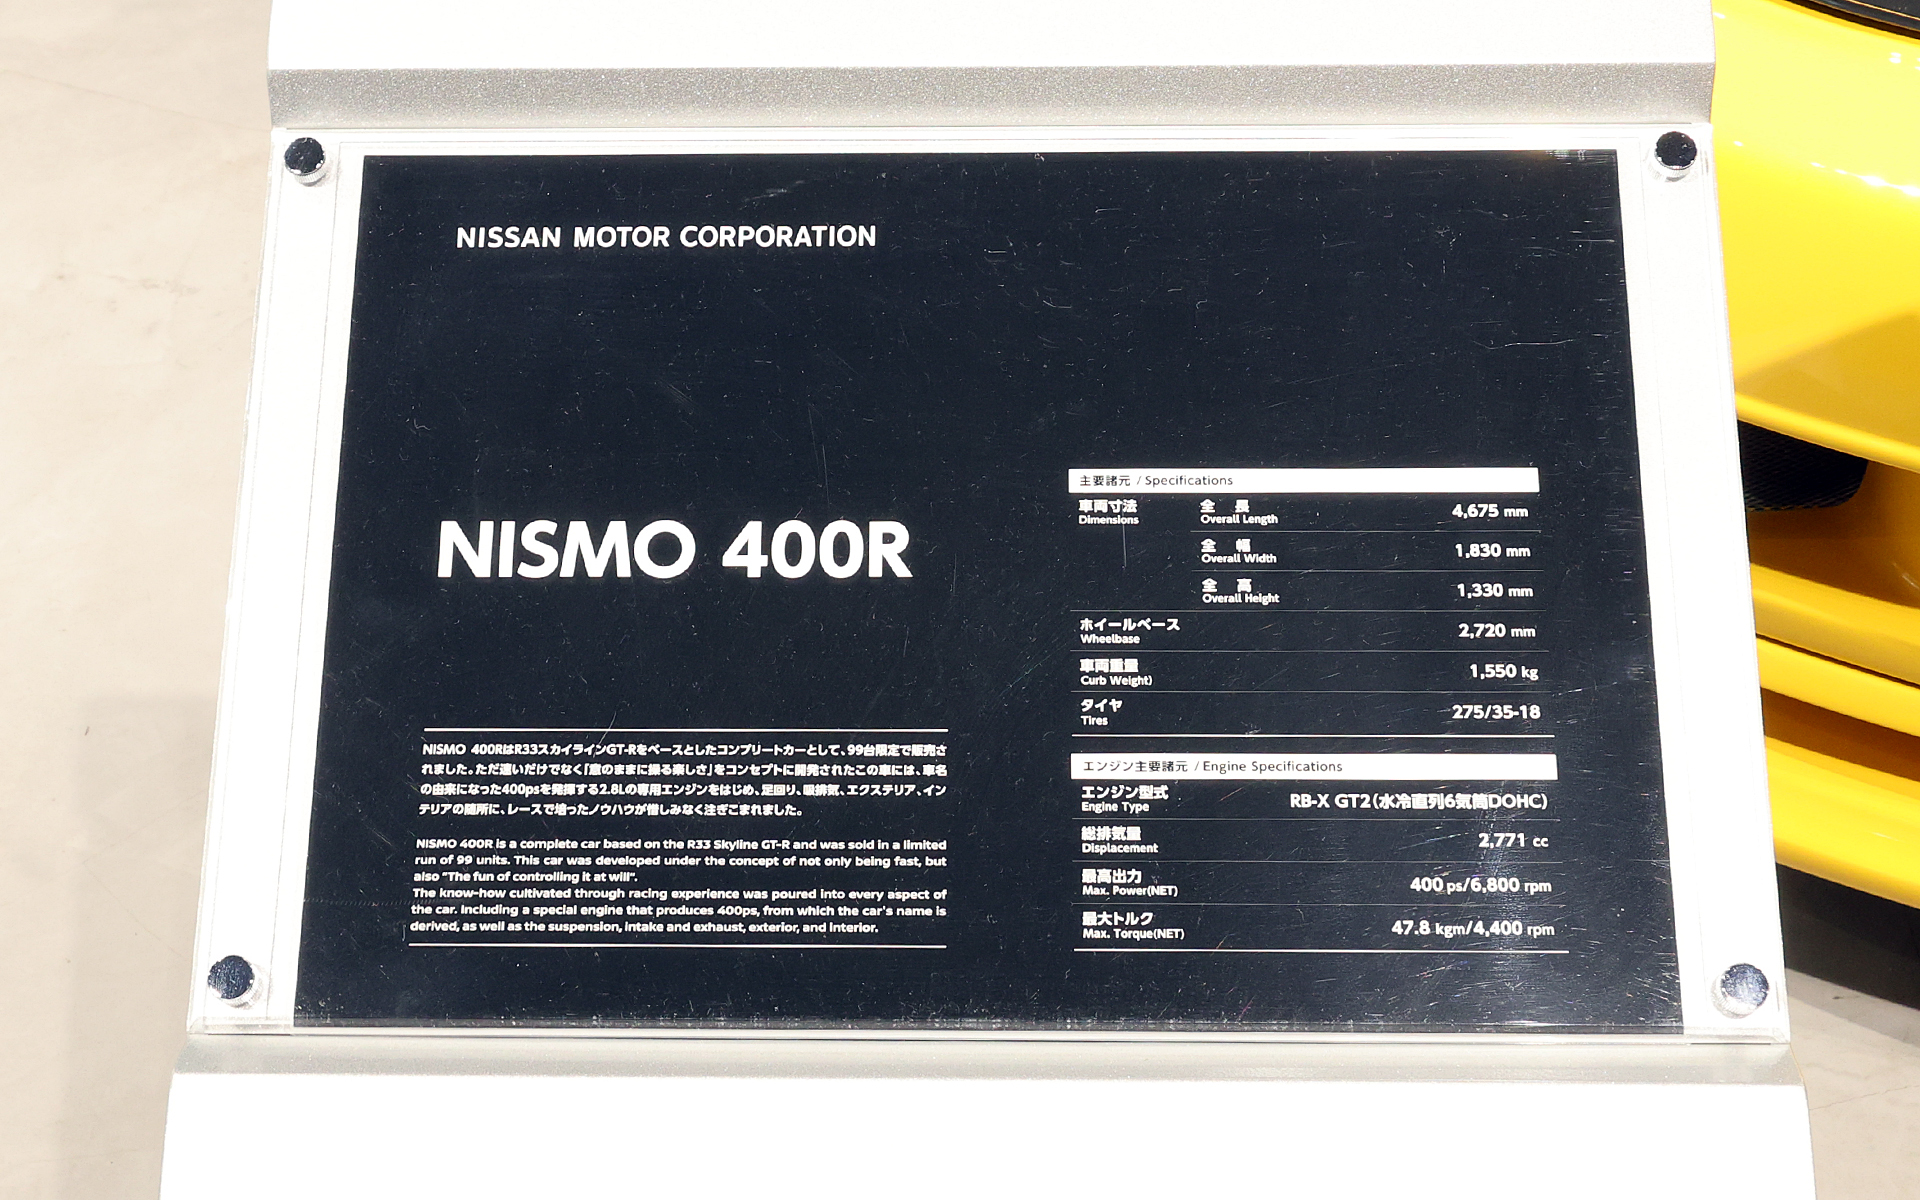 NISSAN MOTOR CORPORATION
NISMO 400R
NISMO 400RはR33スカイラインGT-Rをベースとしたコンプリートカーとして、99台限定で販売さ
れました。ただ速いだけでなく「意のままに操る楽しさ」をコンセプトに開発されたこの車には、車名
の由来になった400psを発揮する2.8Lの専用エンジンをはじめ、足回り、吸排気、エクステリア、イン
テリアの随所に、レースで培ったノウハウが惜しみなく注ぎこまれました。
NISMO 400R is a complete car based on the R33 Skyline GT-R and was sold in a limited
run of 99 units. This car was developed under the concept of not only being fast, but
also "The fun of controlling it at will".
The know-how cultivated through racing experience was poured into every aspect of
the car. Including a special engine that produces 400ps, from which the car's name is
derived, as well as the suspension, intake and exhaust, exterior, and interior.
主要諸元 / Specifications
車両寸法 全 長 4,675 mm
Dimensions Overall Length
全 幅 1,830 mm
Overall Width
全 高 1,330 mm
Overall Height
ホイールベース 2,720 mm
Wheelbase
車両重量 1,550 kg
Curb Weight)
タイヤ 275/35-18
Tires
エンジン主要諸元 / Engine Specifications
エンジン型式 RB-X GT2(水冷直列6気筒DOHC)
Engine Type
総排気量 2,771 cc
Displacement
最高出力 400 ps/6,800 rpm
Max. Power(NET)
最大トルク 47.8 kgm/4,400 rpm
Max. Torque(NET)